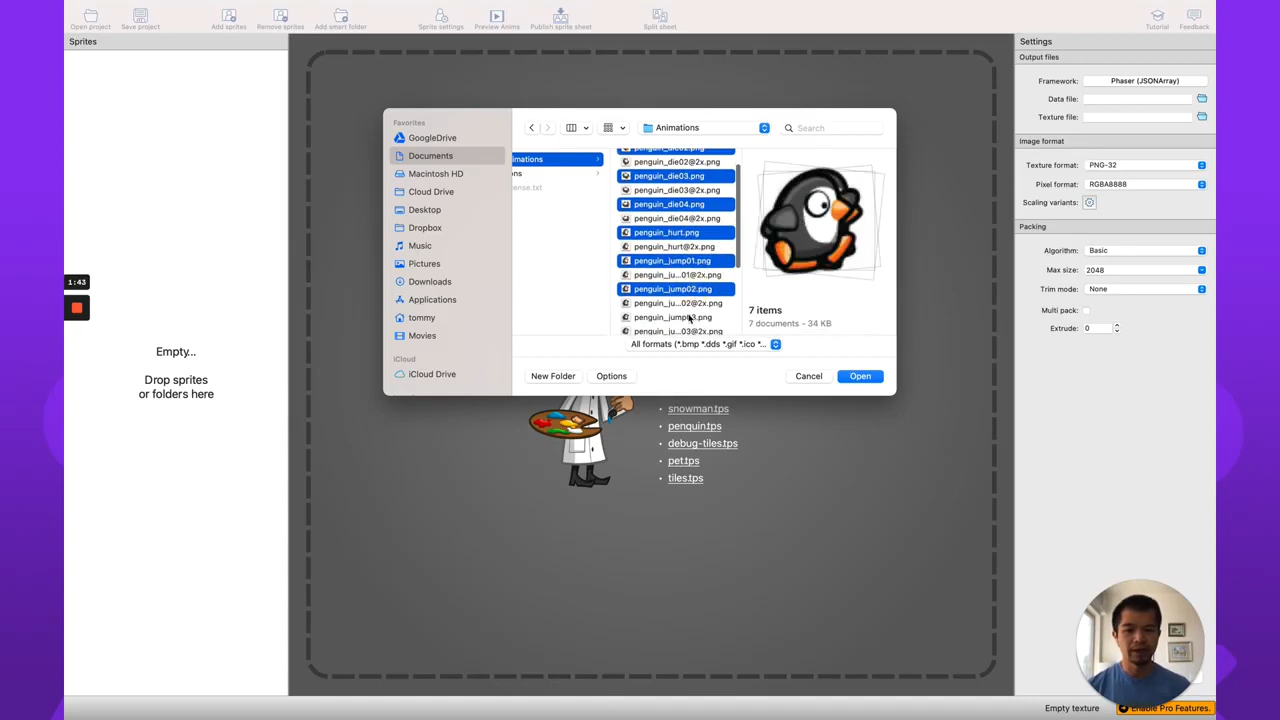 Open project
Save project
Add sprites
Remove sprites
Add smart folder
Sprite settings
Preview Anims
Publish sprite sheet
Split sheet
Tutorial
Feedback
Sprites
Empty...
Drop sprites
or folders here
1:43
Favorites
GoogleDrive
Documents
Macintosh HD
Cloud Drive
Desktop
Dropbox
Music
Pictures
Downloads
Applications
tommy
Movies
iCloud
iCloud Drive
Animations
Search
penguin_die02@2x.png
penguin_die03.png
penguin_die03@2x.png
penguin_die04.png
penguin_die04@2x.png
penguin_hurt.png
penguin_hurt@2x.png
penguin_jump01.png
penguin_ju...01@2x.png
penguin_jump02.png
penguin_ju...02@2x.png
penguin_jump03.png
penguin_ju...03@2x.png
7 items
7 documents - 34 KB
All formats (*.bmp *.dds *.gif *.ico *...
New Folder
Options
Cancel
Open
snowman.tps
penquin.tps
debug-tiles.tps
pet.tps
tiles.tps
Settings
Output files
Framework: Phaser (JSONArray)
Data file:
Texture file:
Image format
Texture format: PNG-32
Pixel format: RGBA8888
Scaling variants:
Packing
Algorithm: Basic
Max size: 2048
Trim mode: None
Multi pack:
Extrude: 0
Empty texture
Enable Pro Features.